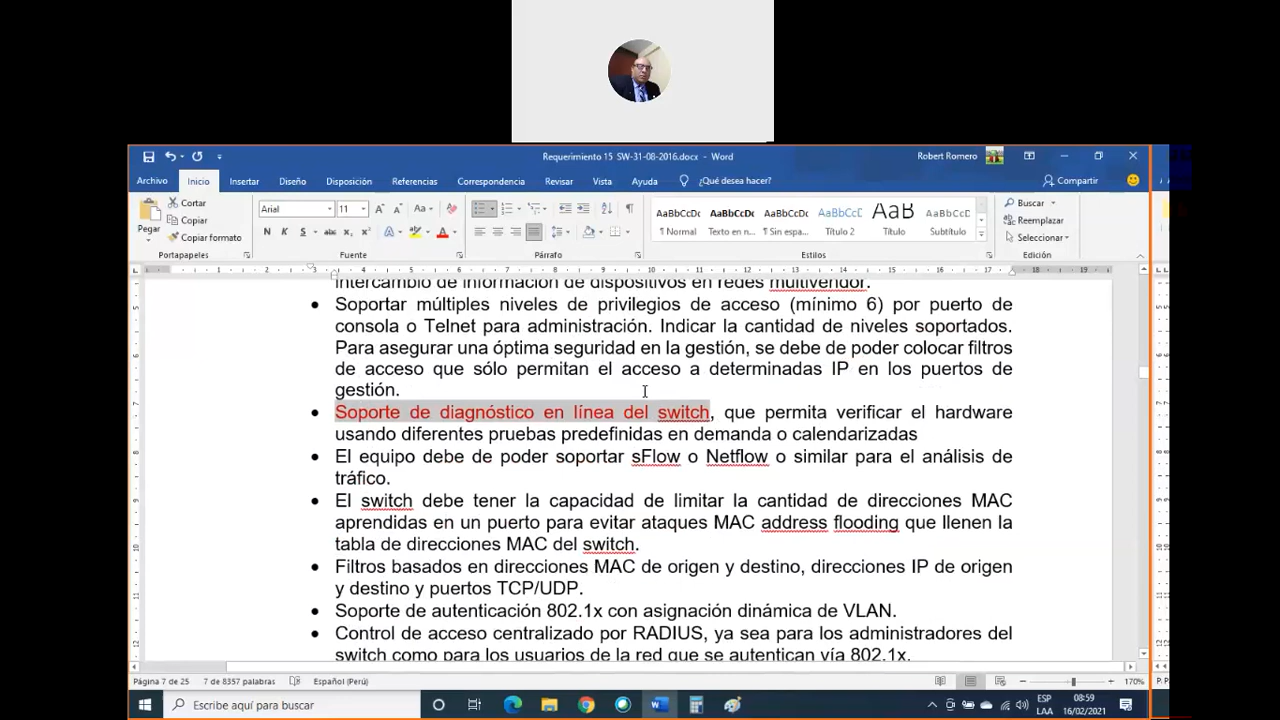 Requerimiento 15 SW-31-08-2016.docx - Word
Robert Romero
Archivo Inicio Insertar Diseño Disposición Referencias Correspondencia Revisar Vista Ayuda ¿Qué desea hacer? Compartir
Pegar
Cortar
Copiar
Copiar formato
Portapapeles
Arial 11
N K S abc
Fuente
Párrafo
AaBbCcDc AaBbCcDc AaBbCcDc AaBbCcD AaB AaBbCcD
¶ Normal Texto en n... ¶ Sin espa... Título 2 Título Subtítulo
Estilos
Buscar
Reemplazar
Seleccionar
Edición
intercambio de información de dispositivos en redes multivendor.
• Soportar múltiples niveles de privilegios de acceso (mínimo 6) por puerto de
consola o Telnet para administración. Indicar la cantidad de niveles soportados.
Para asegurar una óptima seguridad en la gestión, se debe de poder colocar filtros
de acceso que sólo permitan el acceso a determinadas IP en los puertos de
gestión.
• Soporte de diagnóstico en línea del switch, que permita verificar el hardware
usando diferentes pruebas predefinidas en demanda o calendarizadas
• El equipo debe de poder soportar sFlow o Netflow o similar para el análisis de
tráfico.
• El switch debe tener la capacidad de limitar la cantidad de direcciones MAC
aprendidas en un puerto para evitar ataques MAC address flooding que llenen la
tabla de direcciones MAC del switch.
• Filtros basados en direcciones MAC de origen y destino, direcciones IP de origen
y destino y puertos TCP/UDP.
• Soporte de autenticación 802.1x con asignación dinámica de VLAN.
• Control de acceso centralizado por RADIUS, ya sea para los administradores del
switch como para los usuarios de la red que se autentican vía 802.1x.
Página 7 de 25 7 de 8357 palabras Español (Perú) 170%
Escribe aquí para buscar
ESP
LAA
08:59
16/02/2021